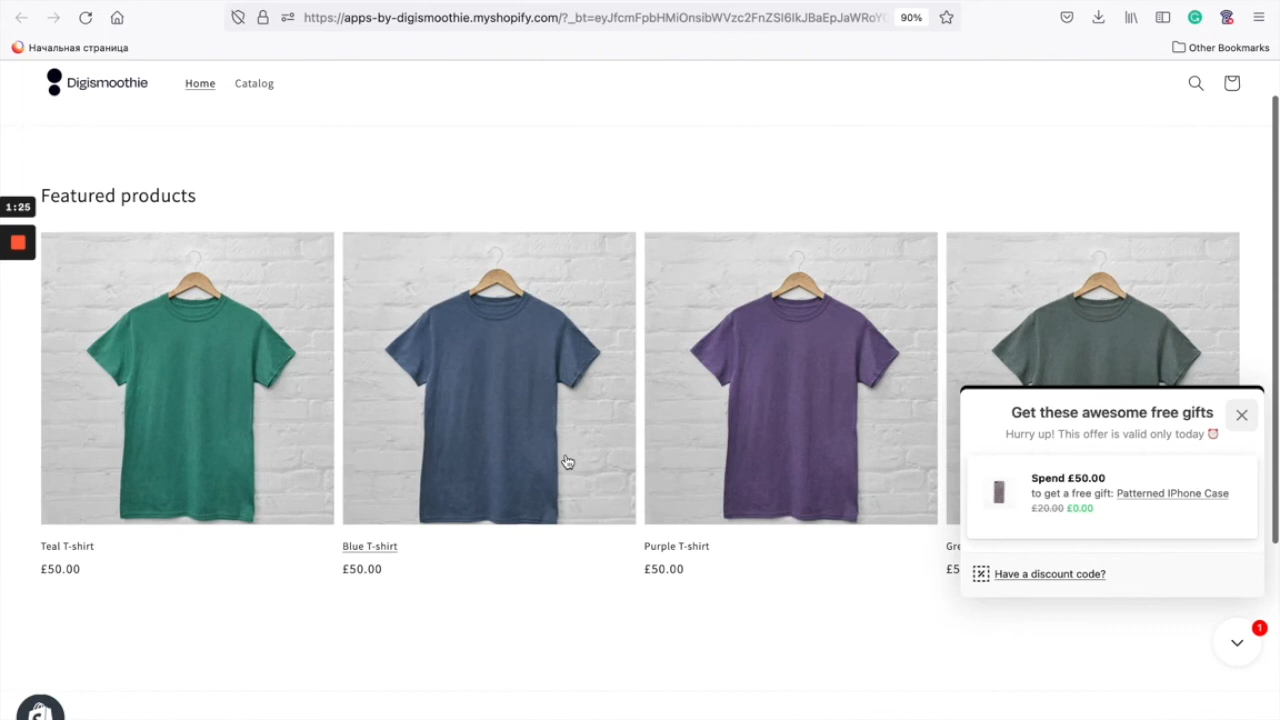 https://apps-by-digismoothie.myshopify.com/?_bt=eyJfcmFpbHMiOnsibWVzc2FnZSI6IkJBaEpJaWRoYC
90%
Начальная страница
Other Bookmarks
Digismoothie
Home
Catalog
Featured products
1:25
Get these awesome free gifts
Hurry up! This offer is valid only today ⏰
Spend £50.00
to get a free gift: Patterned IPhone Case
£20.00 £0.00
Teal T-shirt
Blue T-shirt
Purple T-shirt
£50.00
£50.00
£50.00
Have a discount code?
1